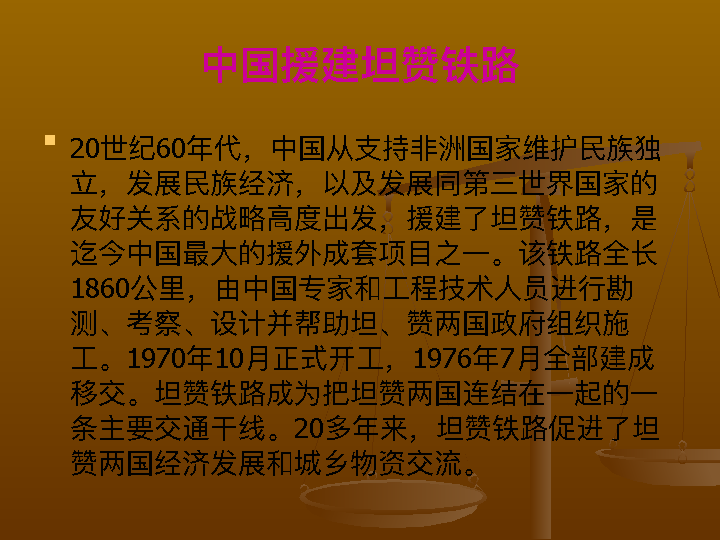 中国援建坦赞铁路
20世纪60年代，中国从支持非洲国家维护民族独
立，发展民族经济，以及发展同第三世界国家的
友好关系的战略高度出发，援建了坦赞铁路，是
迄今中国最大的援外成套项目之一。该铁路全长
1860公里，由中国专家和工程技术人员进行勘
测、考察、设计并帮助坦、赞两国政府组织施
工。1970年10月正式开工，1976年7月全部建成
移交。坦赞铁路成为把坦赞两国连结在一起的一
条主要交通干线。20多年来，坦赞铁路促进了坦
赞两国经济发展和城乡物资交流。